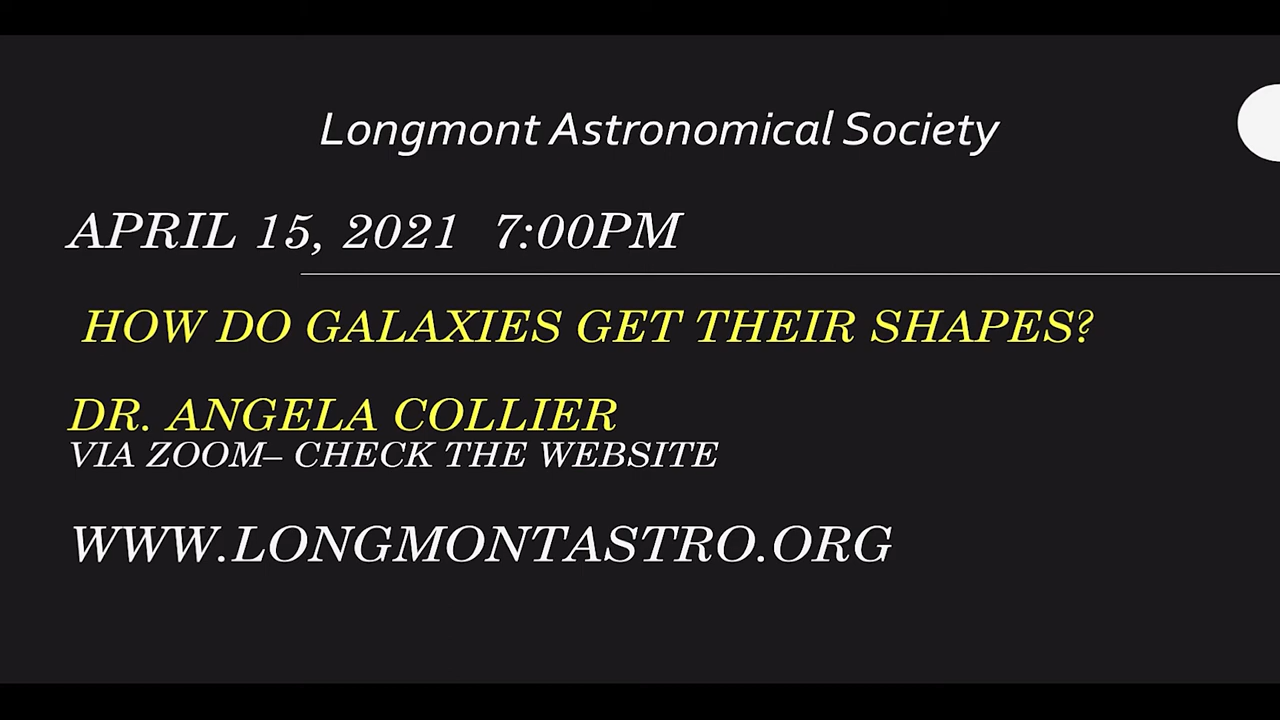 Longmont Astronomical Society
APRIL 15, 2021 7:00PM
HOW DO GALAXIES GET THEIR SHAPES?
DR. ANGELA COLLIER
VIA ZOOM– CHECK THE WEBSITE
WWW.LONGMONTASTRO.ORG